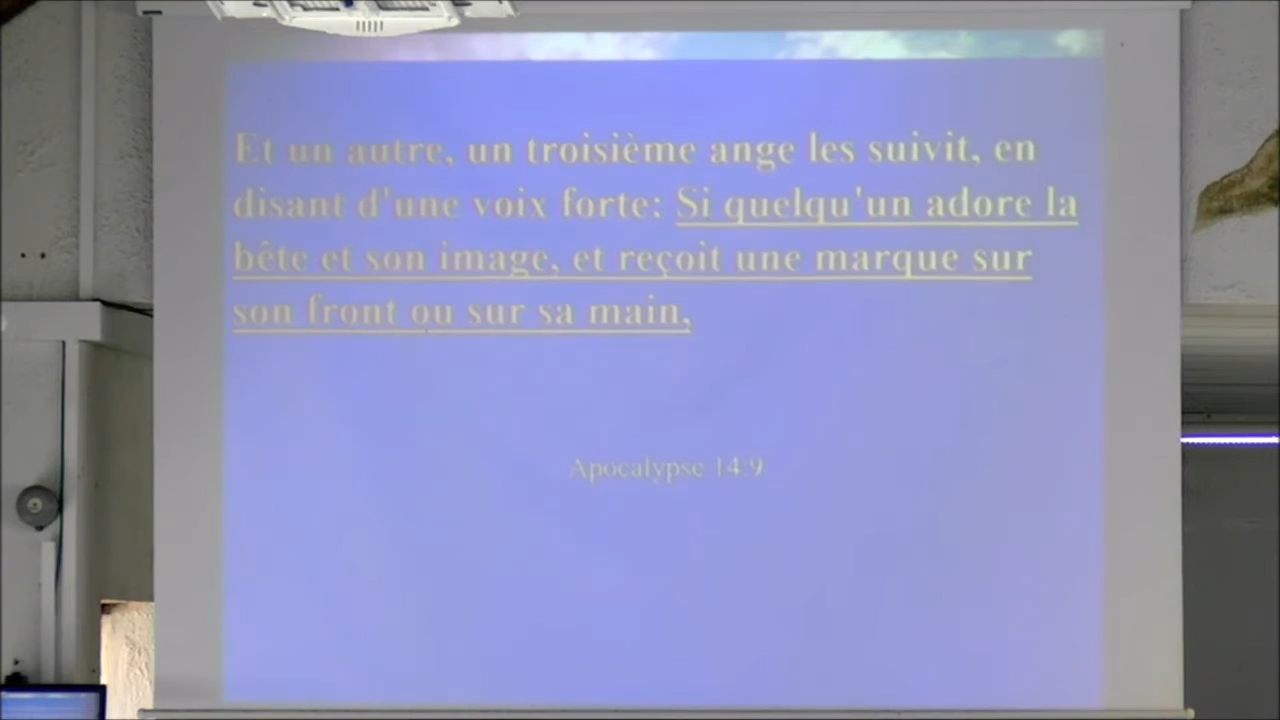 Et un autre, un troisième ange les suivit, en
disant d'une voix forte: Si quelqu'un adore la
bête et son image, et reçoit une marque sur
son front ou sur sa main,
Apocalypse 14:9